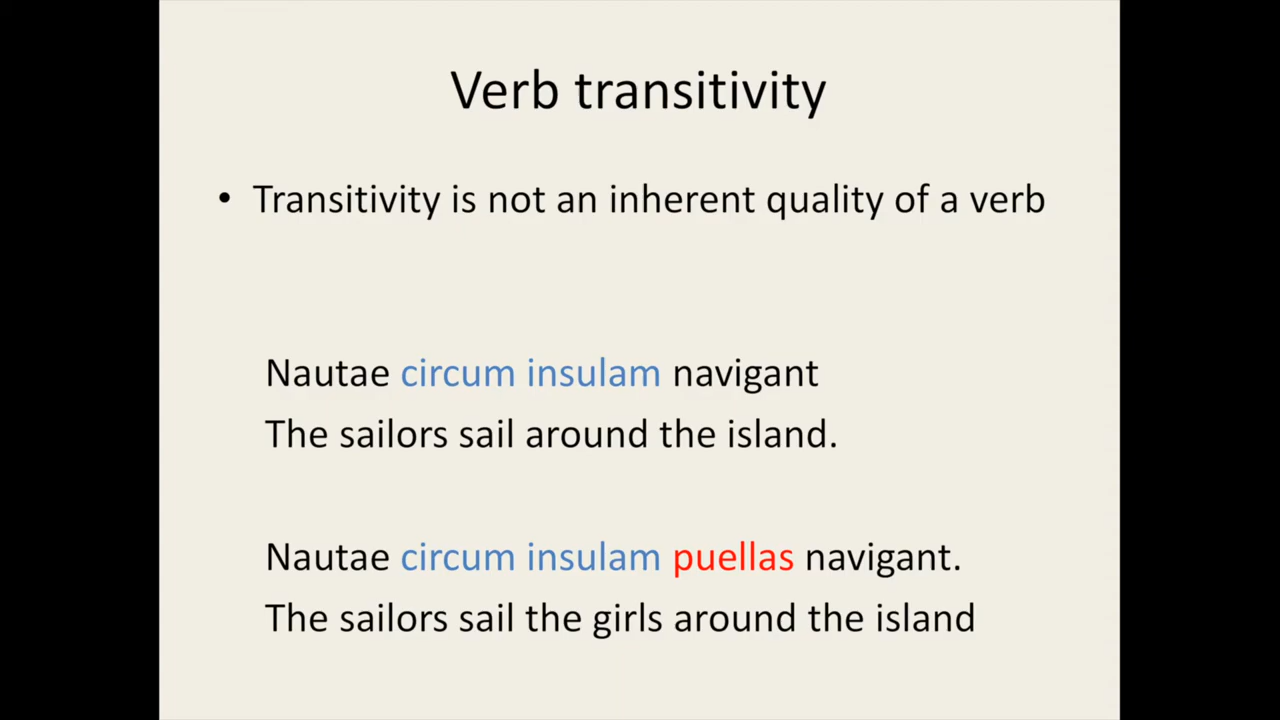 Verb transitivity
• Transitivity is not an inherent quality of a verb
Nautae circum insulam navigant
The sailors sail around the island.
Nautae circum insulam puellas navigant.
The sailors sail the girls around the island